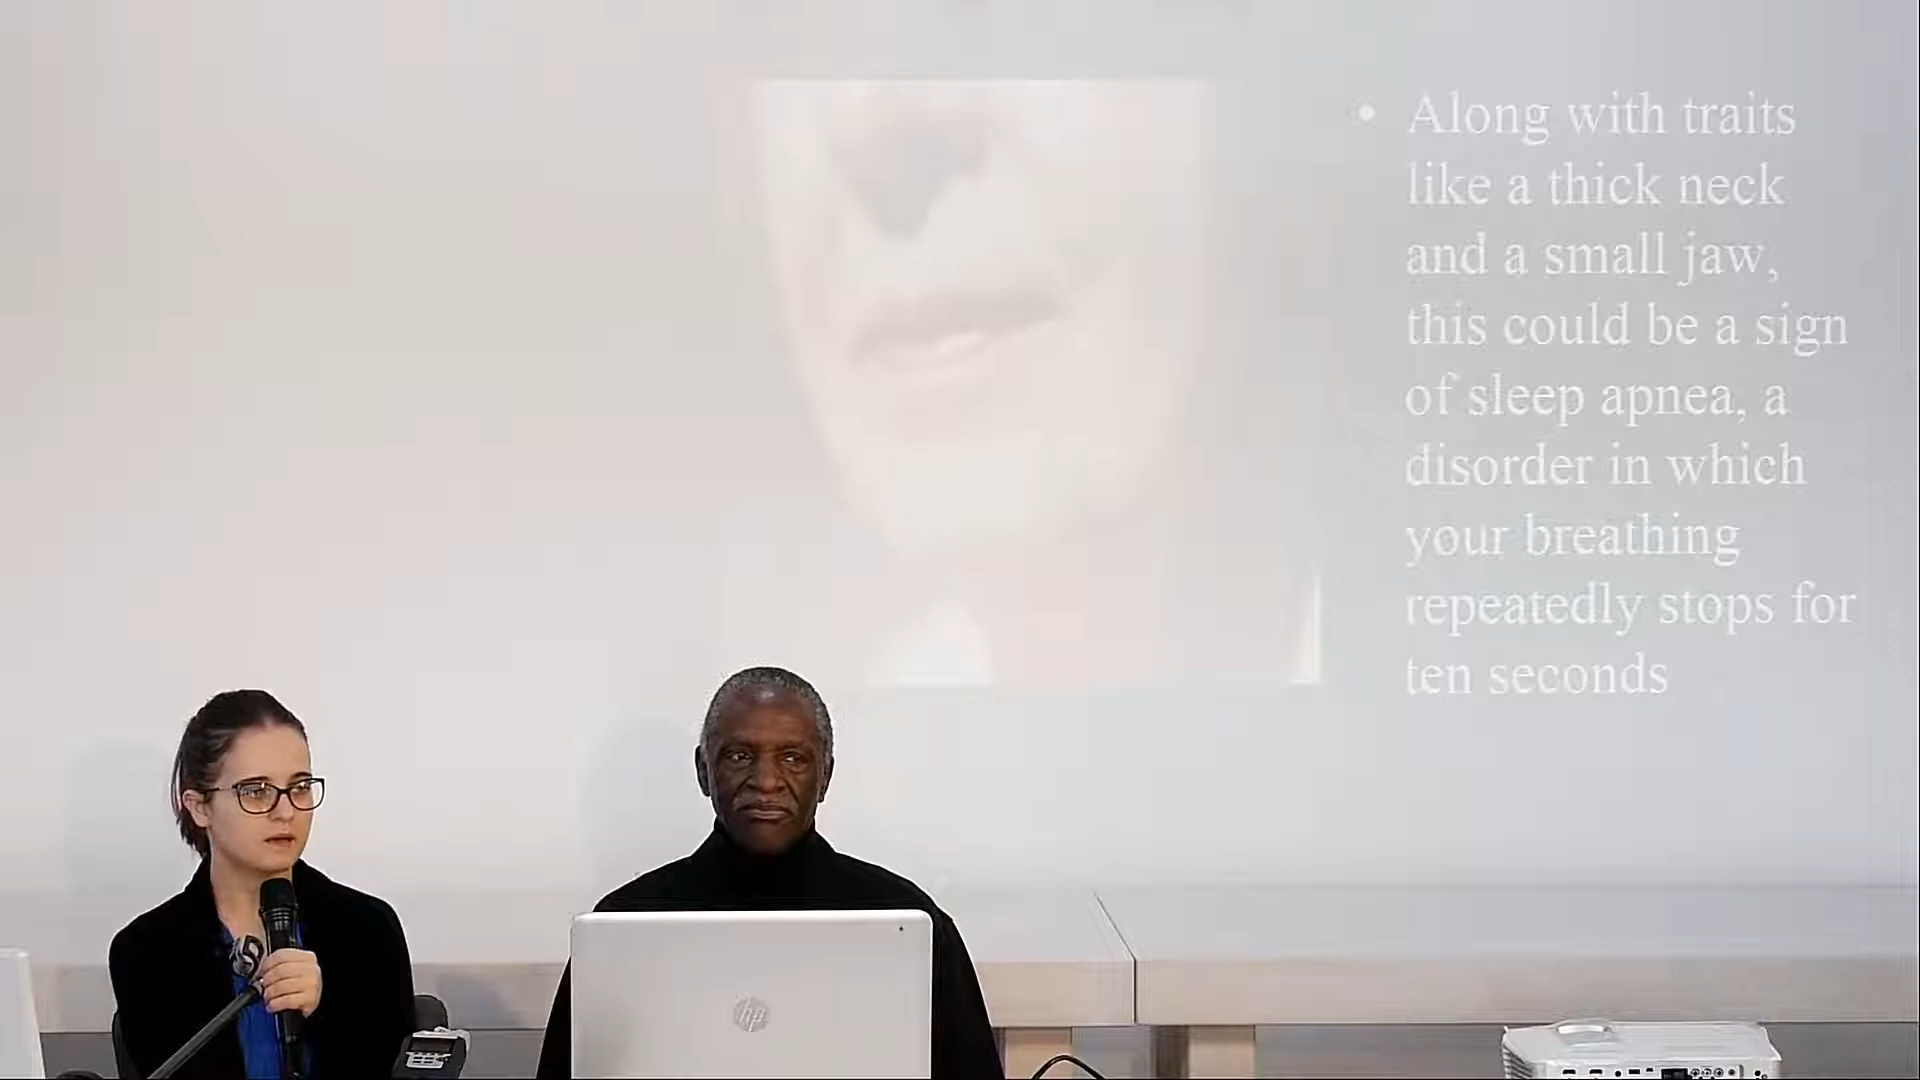 • Along with traits
like a thick neck
and a small jaw,
this could be a sign
of sleep apnea, a
disorder in which
your breathing
repeatedly stops for
ten seconds
hp